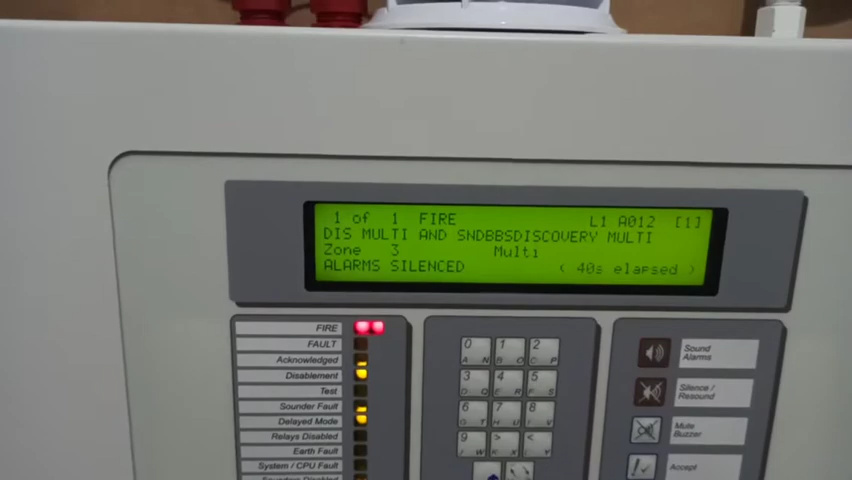 1 of 1 FIRE L1 A012 [1]
DIS MULTI AND SNDBBSDISCOVERY MULTI
Zone 3 Multi
ALARMS SILENCED ( 40s elapsed )
FIRE
FAULT
Acknowledged
Disablement
Test
Sounder Fault
Delayed Mode
Relays Disabled
Earth Fault
System / CPU Fault
0 1 2
A N B O C P
3 4 5
D Q E R F S
6 7 8
G T H U I V
9 > <
J W K X L
Sound
Alarms
Silence /
Resound
Mute
Buzzer
Accept